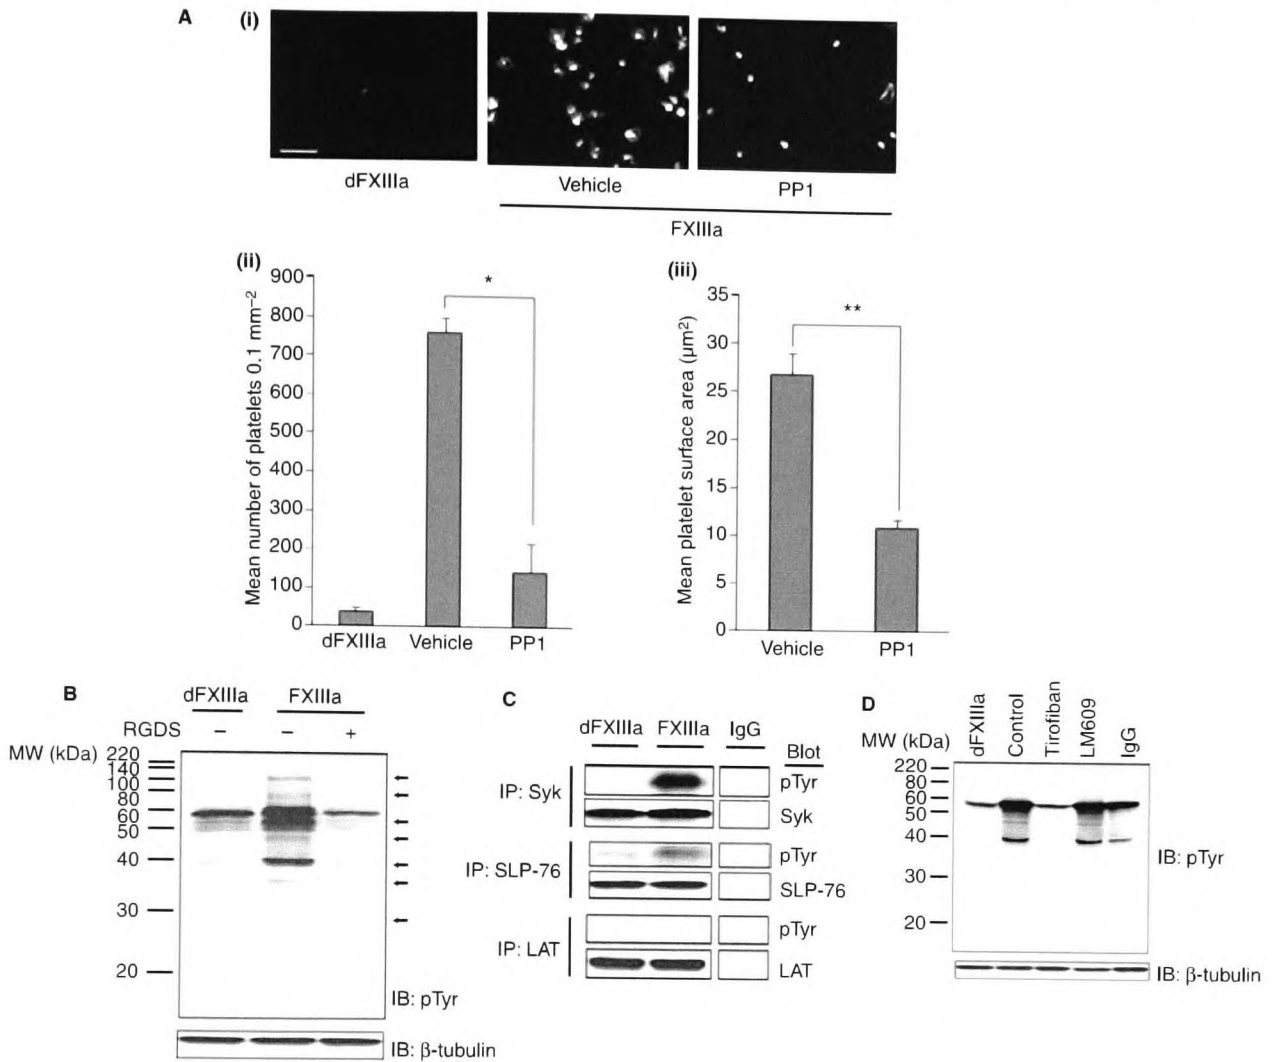 A (i)
dFXIIIa Vehicle PP1
FXIIIa
(ii)
Mean number of platelets 0.1 mm⁻²
900
800
700
600
500
400
300
200
100
0
dFXIIIa Vehicle PP1
*
(iii)
Mean platelet surface area (µm²)
35
30
25
20
15
10
5
0
Vehicle PP1
**
B
dFXIIIa FXIIIa
RGDS – – +
MW (kDa)
220
140
100
80
60
50
40
30
20
IB: pTyr
IB: β-tubulin
C
dFXIIIa FXIIIa IgG
Blot
IP: Syk
pTyr
Syk
IP: SLP-76
pTyr
SLP-76
IP: LAT
pTyr
LAT
D
dFXIIIa Control Tirofiban LM609 IgG
MW (kDa)
220
80
60
50
40
30
20
IB: pTyr
IB: β-tubulin